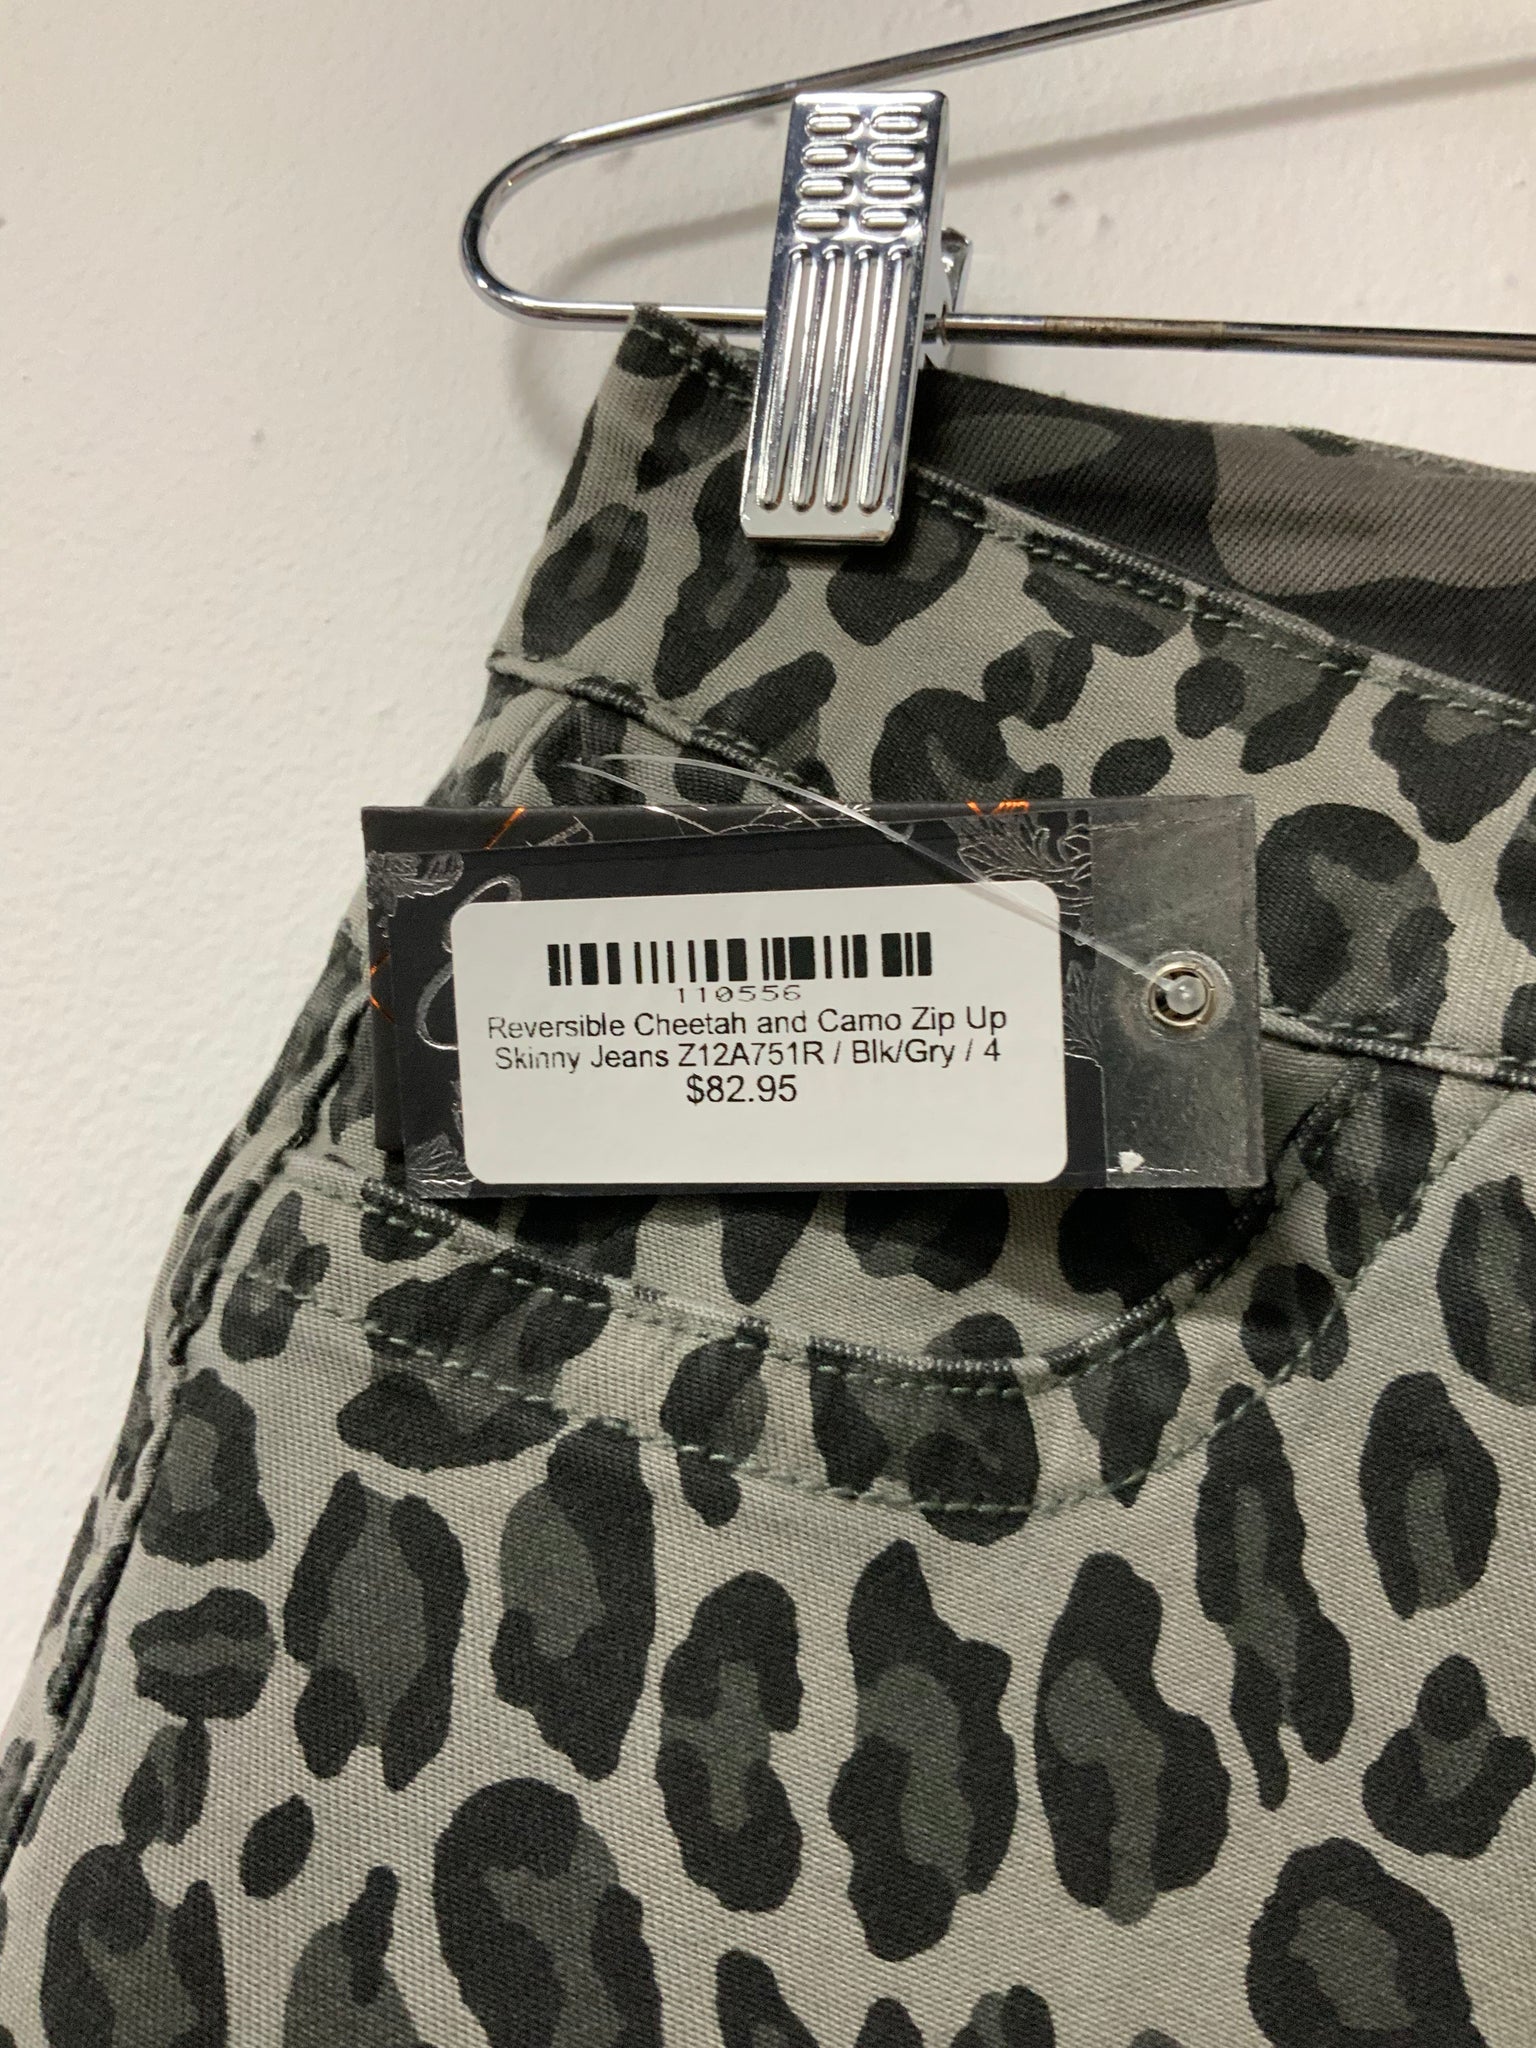 110556
Reversible Cheetah and Camo Zip Up
Skinny Jeans Z12A751R / Blk/Gry / 4
$82.95